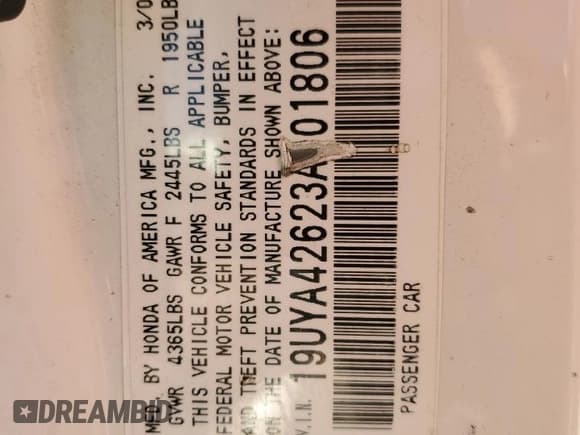 MFD. BY HONDA OF AMERICA MFG., INC. 3/0
GVWR 4365LBS GAWR F 2445LBS R 1950LB
THIS VEHICLE CONFORMS TO ALL APPLICABLE
FEDERAL MOTOR VEHICLE SAFETY, BUMPER,
AND THEFT PREVENTION STANDARDS IN EFFECT
ON THE DATE OF MANUFACTURE SHOWN ABOVE:
V.I.N. 19UYA42623A 01806
PASSENGER CAR
DREAMBID